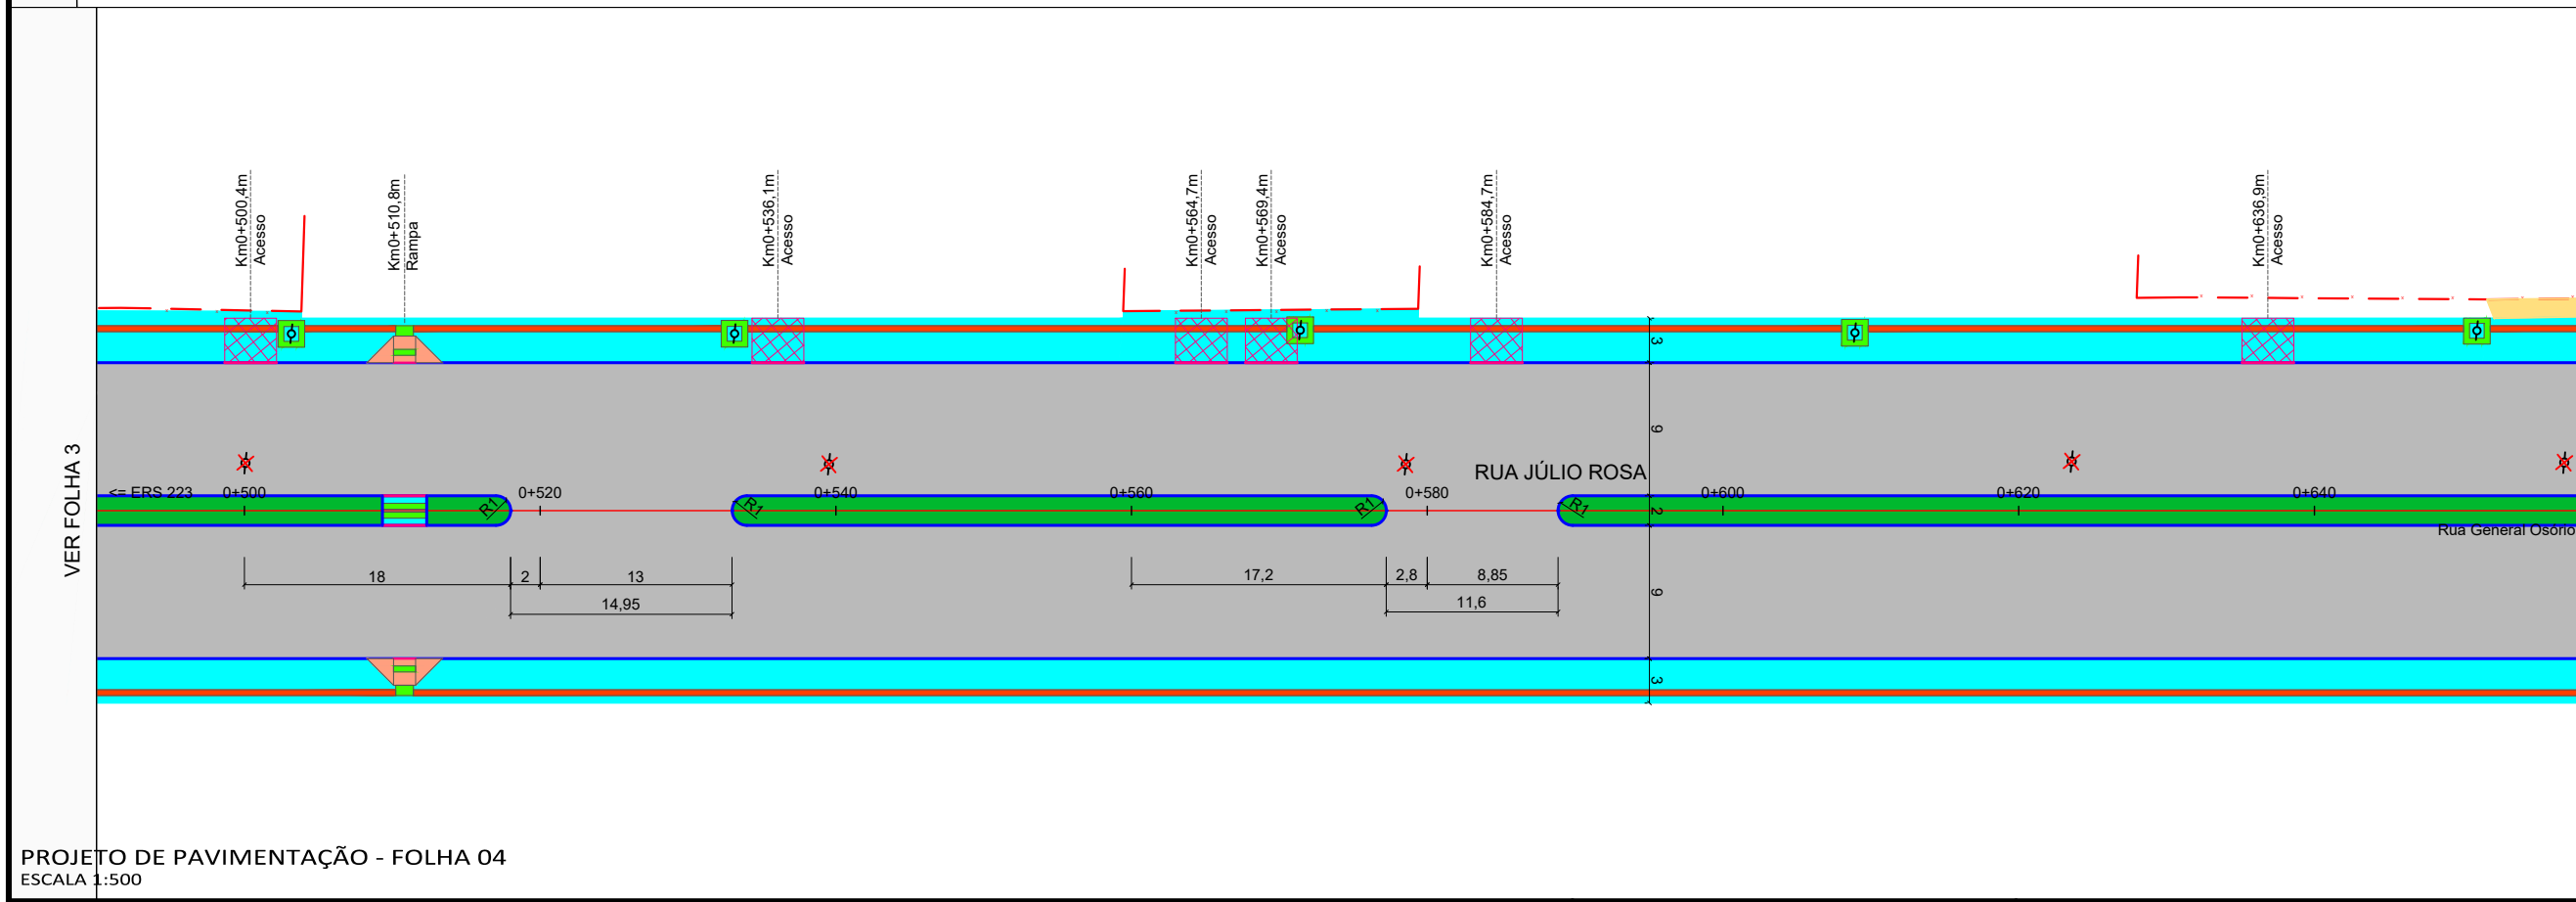 Km0+500,4m
Acesso
Km0+510,8m
Rampa
Km0+536,1m
Acesso
Km0+564,7m
Acesso
Km0+569,4m
Acesso
Km0+584,7m
Acesso
Km0+636,9m
Acesso
VER FOLHA 3
3
9
RUA JÚLIO ROSA
<= ERS 223
0+500
0+520
0+540
0+560
0+580
0+600
0+620
0+640
R1
R1
R1
R1
2
Rua General Osório
18
2
13
17,2
2,8
8,85
14,95
11,6
9
3
PROJETO DE PAVIMENTAÇÃO - FOLHA 04
ESCALA 1:500